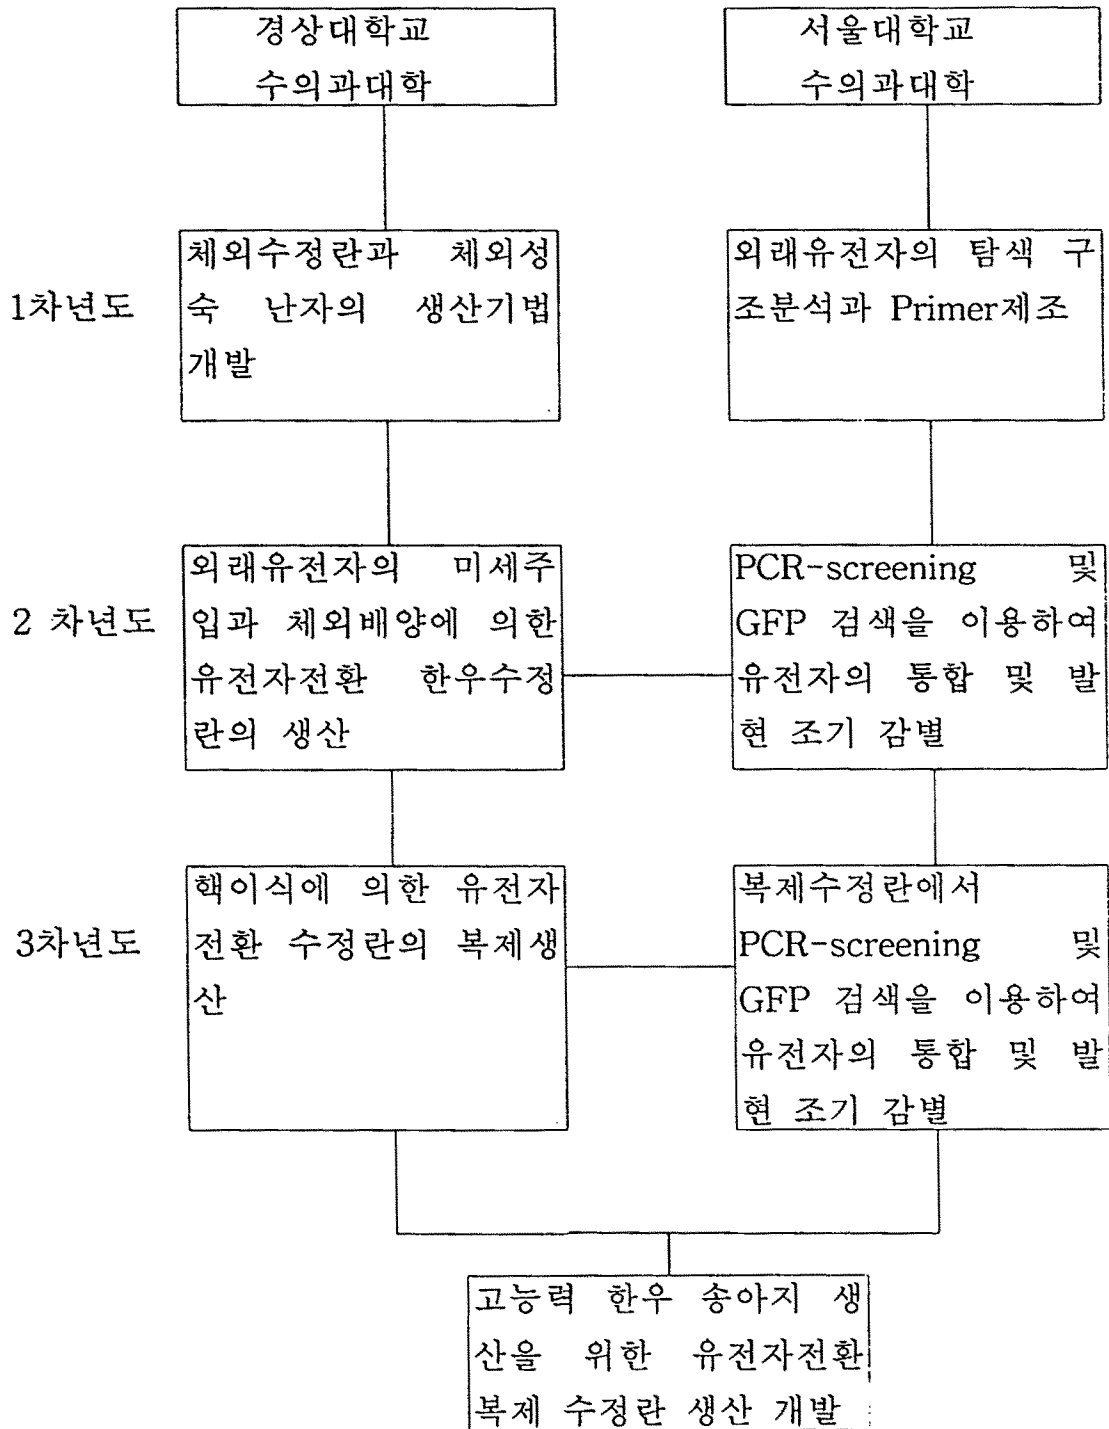 경상대학교
수의과대학
서울대학교
수의과대학
1차년도
체외수정란과 체외성
숙 난자의 생산기법
개발
외래유전자의 탐색 구
조분석과 Primer제조
2 차년도
외래유전자의 미세주
입과 체외배양에 의한
유전자전환 한우수정
란의 생산
PCR-screening 및
GFP 검색을 이용하여
유전자의 통합 및 발
현 조기 감별
3차년도
핵이식에 의한 유전자
전환 수정란의 복제생
산
복제수정란에서
PCR-screening 및
GFP 검색을 이용하여
유전자의 통합 및 발
현 조기 감별
고능력 한우 송아지 생
산을 위한 유전자전환
복제 수정란 생산 개발